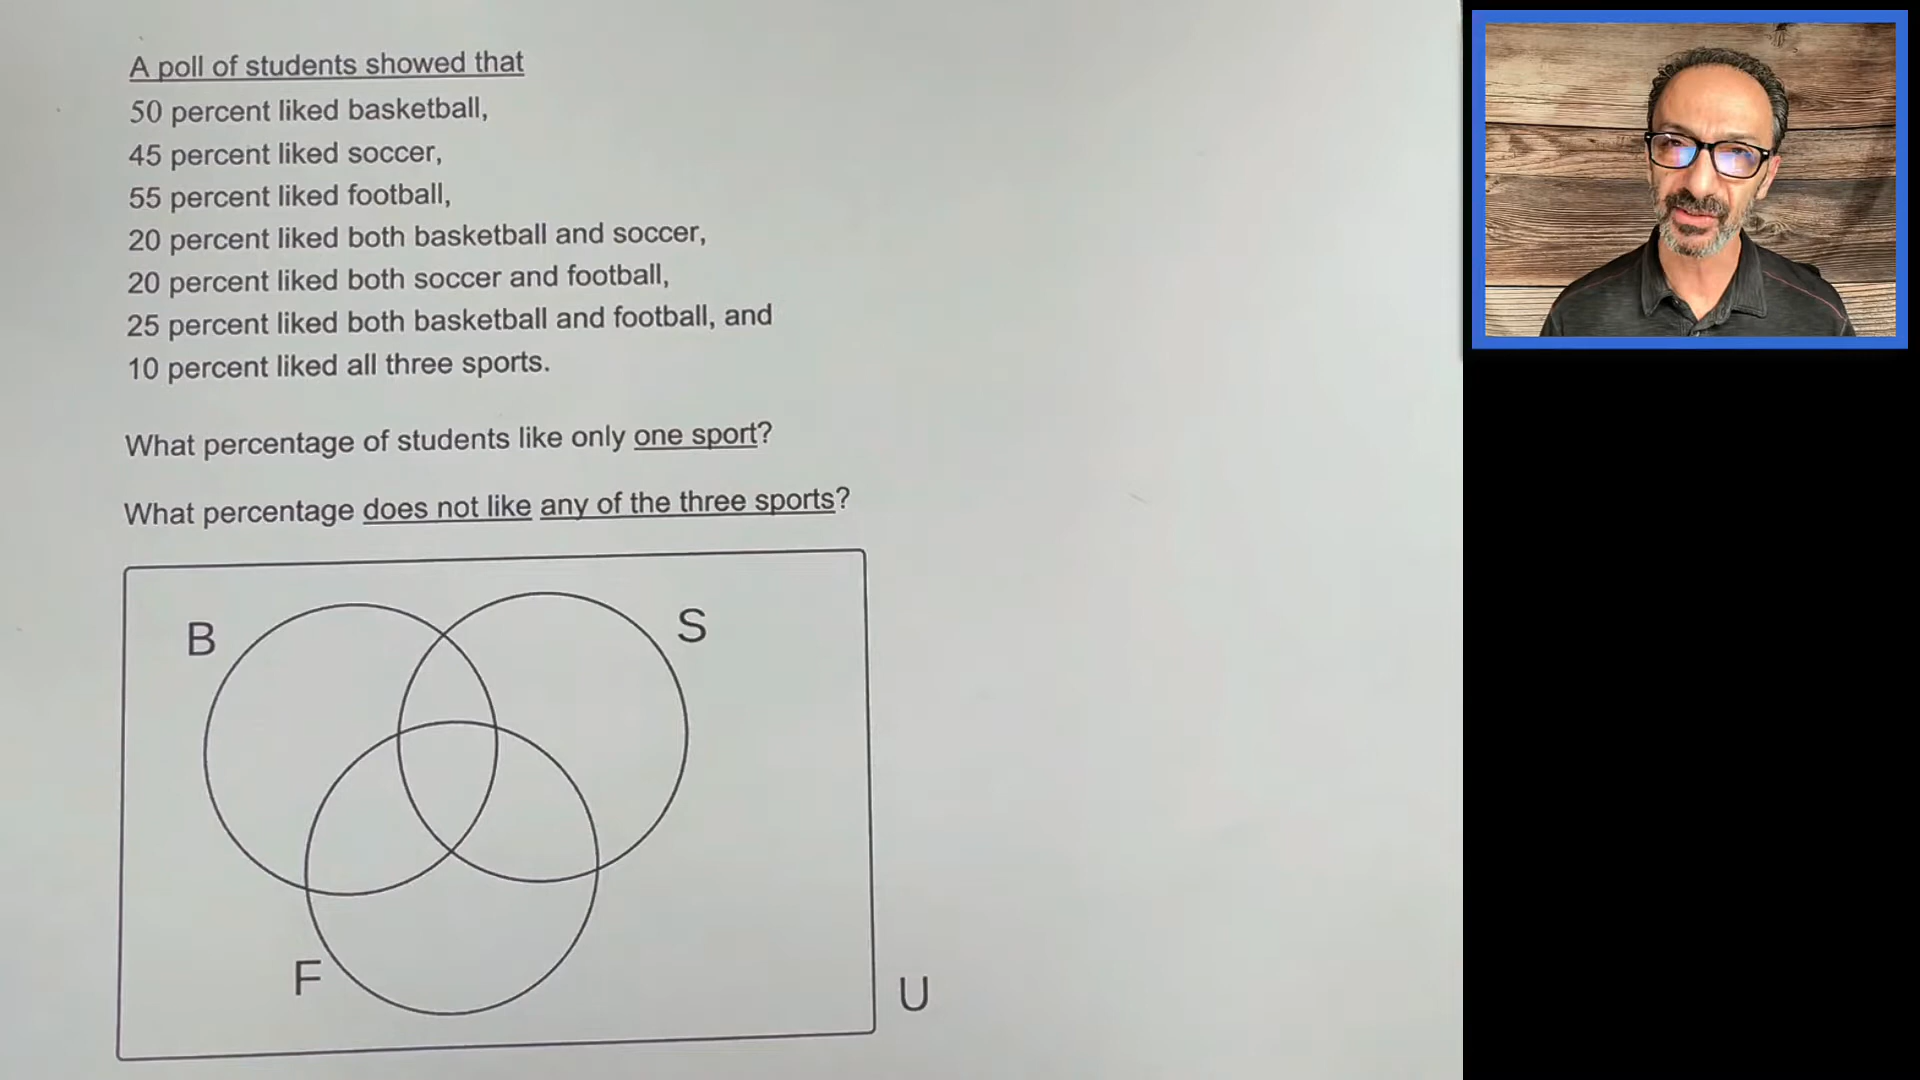 A poll of students showed that
50 percent liked basketball,
45 percent liked soccer,
55 percent liked football,
20 percent liked both basketball and soccer,
20 percent liked both soccer and football,
25 percent liked both basketball and football, and
10 percent liked all three sports.
What percentage of students like only one sport?
What percentage does not like any of the three sports?
B
S
F
U